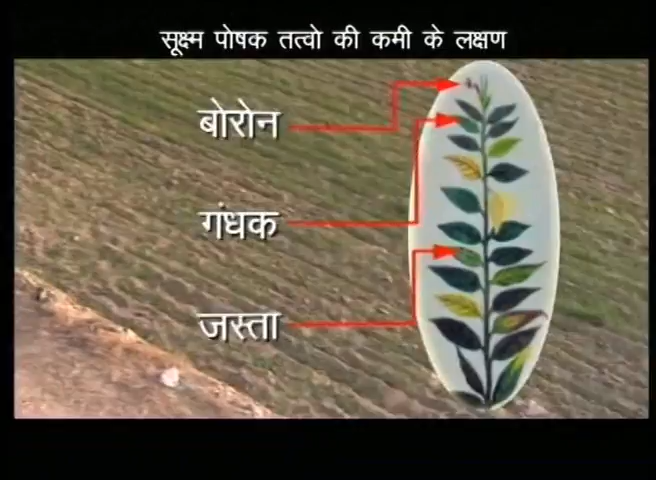 सूक्ष्म पोषक तत्वो की कमी के लक्षण
बोरोन
गंधक
जस्ता